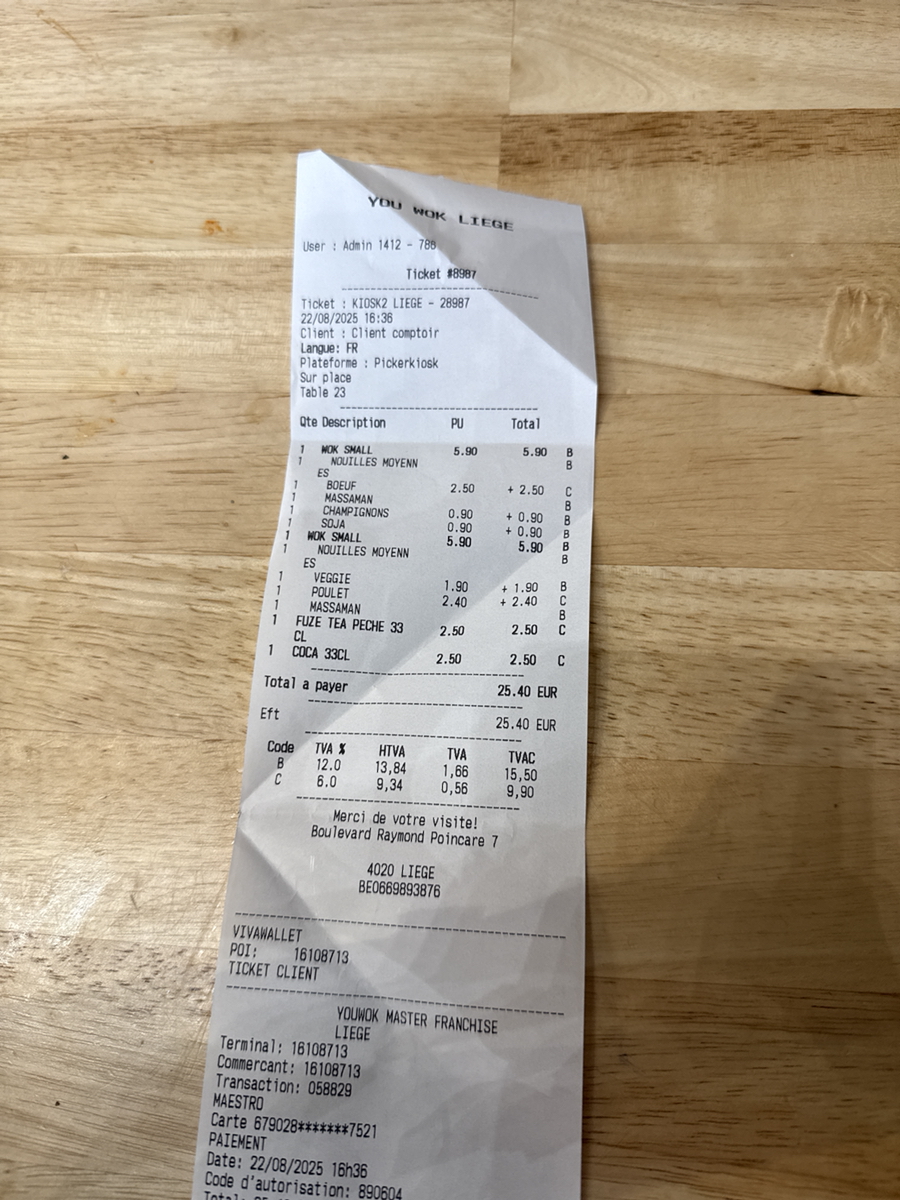 YOU WOK LIEGE
User : Admin 1412 - 788
Ticket #8987
Ticket : KIOSK2 LIEGE - 28987
22/08/2025 16:36
Client : Client comptoir
Langue: FR
Plateforme : Pickerkiosk
Sur place
Table 23
Qte Description PU Total
1 WOK SMALL 5.90 5.90 B
1 NOUILLES MOYENN B
ES
1 BOEUF 2.50 + 2.50 C
1 MASSAMAN B
1 CHAMPIGNONS 0.90 + 0.90 B
1 SOJA 0.90 + 0.90 B
1 WOK SMALL 5.90 5.90 B
1 NOUILLES MOYENN B
ES
1 VEGGIE 1.90 + 1.90 B
1 POULET 2.40 + 2.40 C
1 MASSAMAN B
1 FUZE TEA PECHE 33 2.50 2.50 C
CL
1 COCA 33CL 2.50 2.50 C
Total a payer 25.40 EUR
Eft 25.40 EUR
Code TVA % HTVA TVA TVAC
B 12.0 13,84 1,66 15,50
C 6.0 9,34 0,56 9,90
Merci de votre visite!
Boulevard Raymond Poincare 7
4020 LIEGE
BE0669893876
VIVAWALLET
POI: 16108713
TICKET CLIENT
YOUWOK MASTER FRANCHISE
LIEGE
Terminal: 16108713
Commercant: 16108713
Transaction: 058829
MAESTRO
Carte 679028*******7521
PAIEMENT
Date: 22/08/2025 16h36
Code d'autorisation: 890604